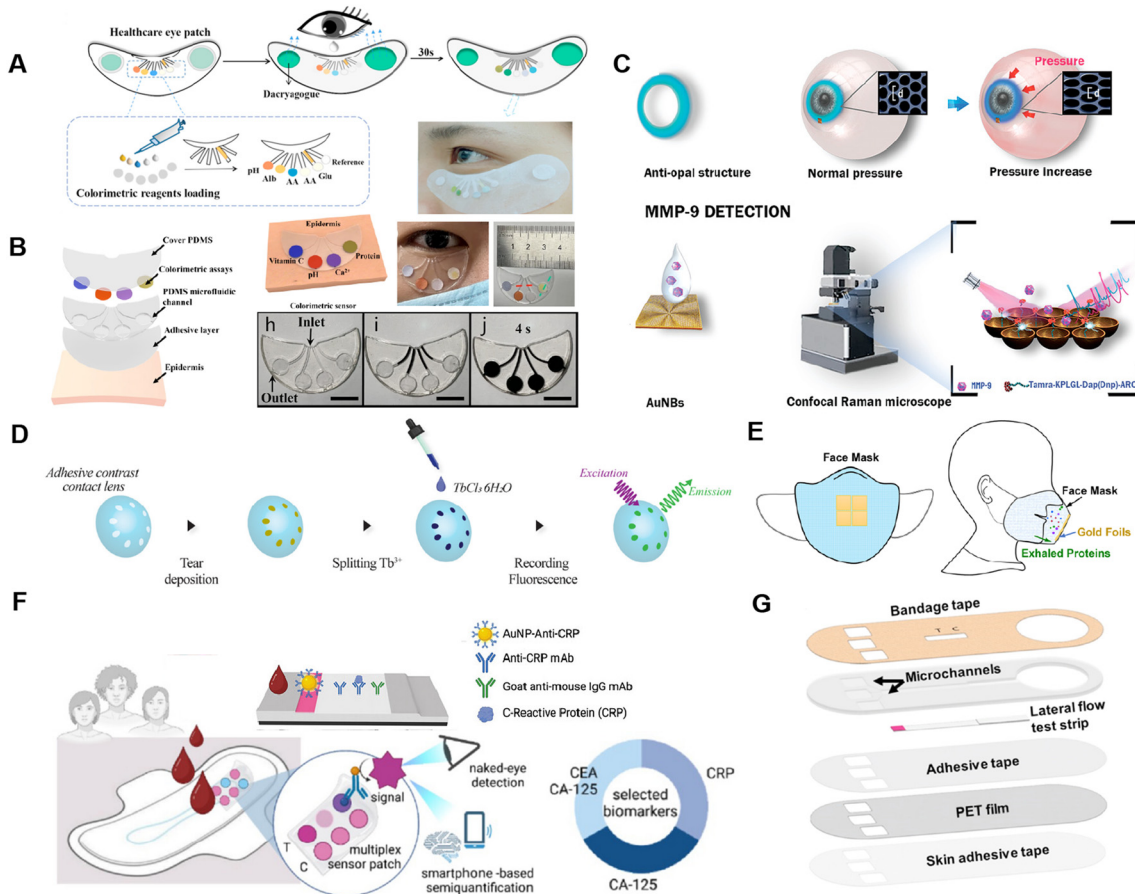 A
Healthcare eye patch
30s
Dacryagogue
Colorimetric reagents loading
pH
Alb
AA
AA
Glu
Reference
B
Cover PDMS
Colorimetric assays
PDMS microfluidic
channel
Adhesive layer
Epidermis
Epidermis
Vitamin C
pH
Ca²⁺
Protein
Colorimetric sensor
1 2 3 4
h
Inlet
Outlet
i
j
4 s
C
Anti-opal structure
d
Normal pressure
Pressure
d
Pressure increase
MMP-9 DETECTION
AuNBs
Confocal Raman microscope
MMP-9
Tamra-KPLGL-Dap(Dnp)-ARC
D
Adhesive contrast
contact lens
Tear
deposition
Splitting Tb³⁺
TbCl₃ 6H₂O
Recording
Fluorescence
Excitation
Emission
E
Face Mask
Face Mask
Gold Foils
Exhaled Proteins
F
AuNP-Anti-CRP
Anti-CRP mAb
Goat anti-mouse IgG mAb
C-Reactive Protein (CRP)
T
C
signal
multiplex
sensor patch
naked-eye
detection
smartphone -based
semiquantification
CEA
CA-125
CRP
selected
biomarkers
CA-125
G
Bandage tape
T C
Microchannels
Lateral flow
test strip
Adhesive tape
PET film
Skin adhesive tape